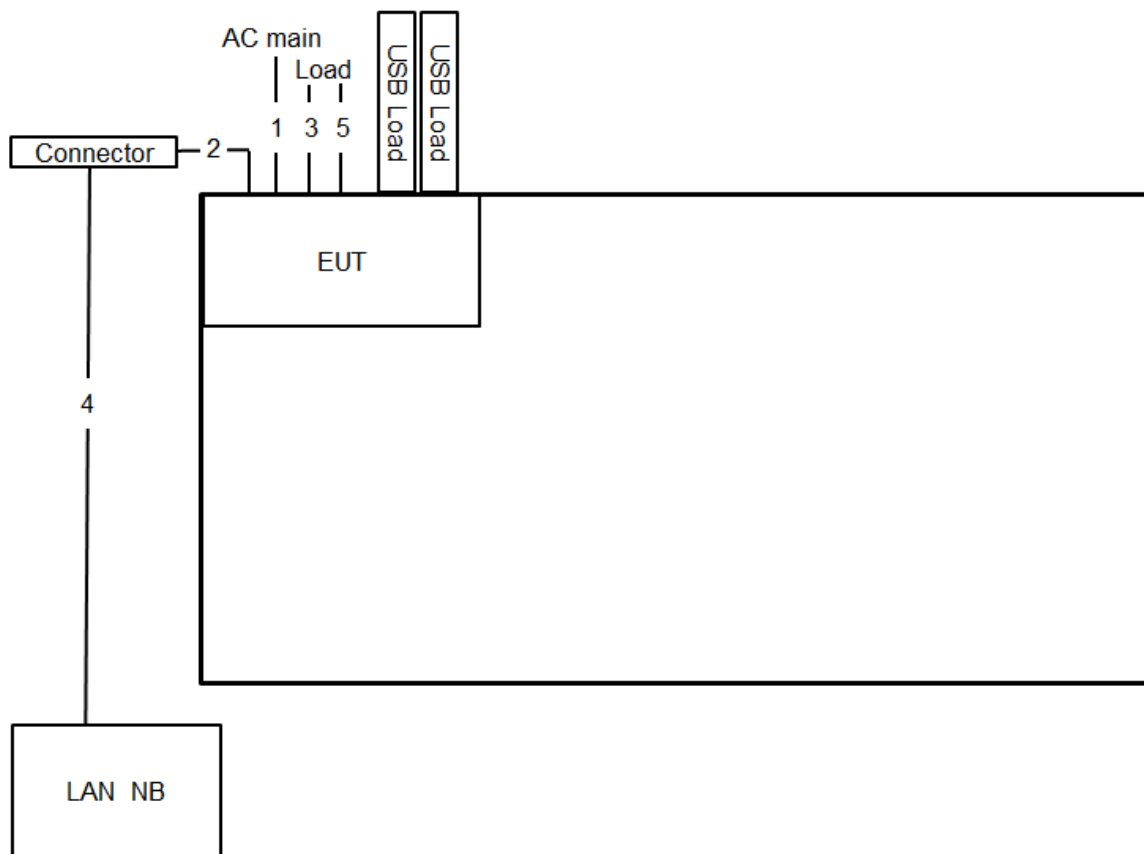 AC main
Load
1 3 5
USB Load
USB Load
Connector
2
EUT
4
LAN NB